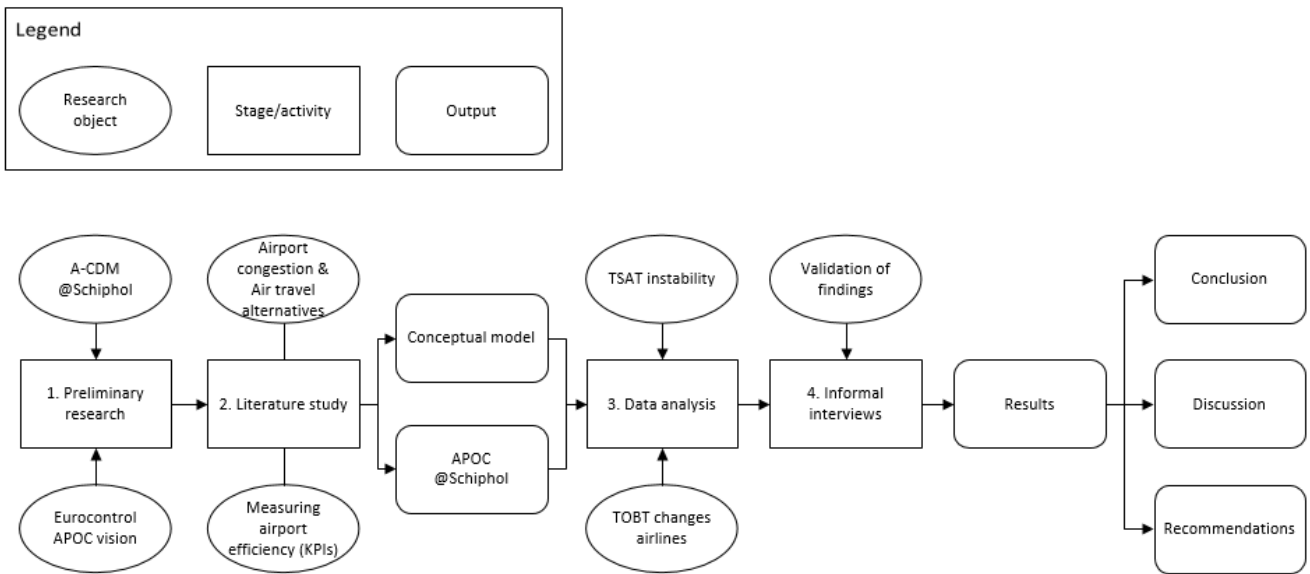 Legend
Research
object
Stage/activity
Output
A-CDM
@Schiphol
Airport
congestion &
Air travel
alternatives
TSAT instability
Validation of
findings
Conclusion
Conceptual model
1. Preliminary
research
2. Literature study
3. Data analysis
4. Informal
interviews
Results
Discussion
APOC
@Schiphol
Eurocontrol
APOC vision
Measuring
airport
efficiency (KPIs)
TOBT changes
airlines
Recommendations